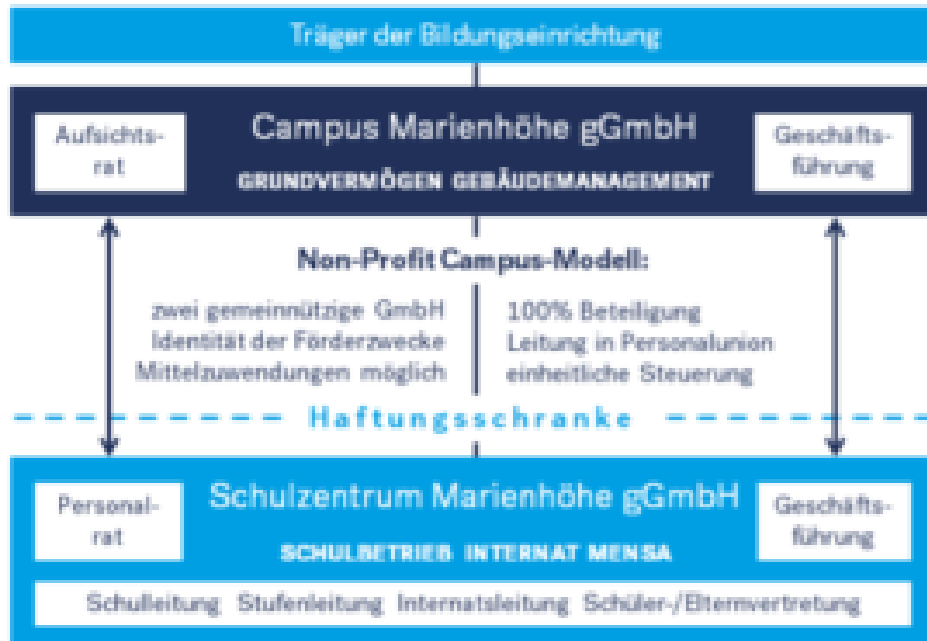 Träger der Bildungseinrichtung
Aufsichts-
rat
Campus Marienhöhe gGmbH
GRUNDVERMÖGEN GEBÄUDEMANAGEMENT
Geschäfts-
führung
Non-Profit Campus-Modell:
zwei gemeinnützige GmbH
Identität der Förderzwecke
Mittelzuwendungen möglich
100% Beteiligung
Leitung in Personalunion
einheitliche Steuerung
Haftungsschranke
Personal-
rat
Schulzentrum Marienhöhe gGmbH
SCHULBETRIEB INTERNAT MENSA
Geschäfts-
führung
Schulleitung Stufenleitung Internatsleitung Schüler-/Elternvertretung